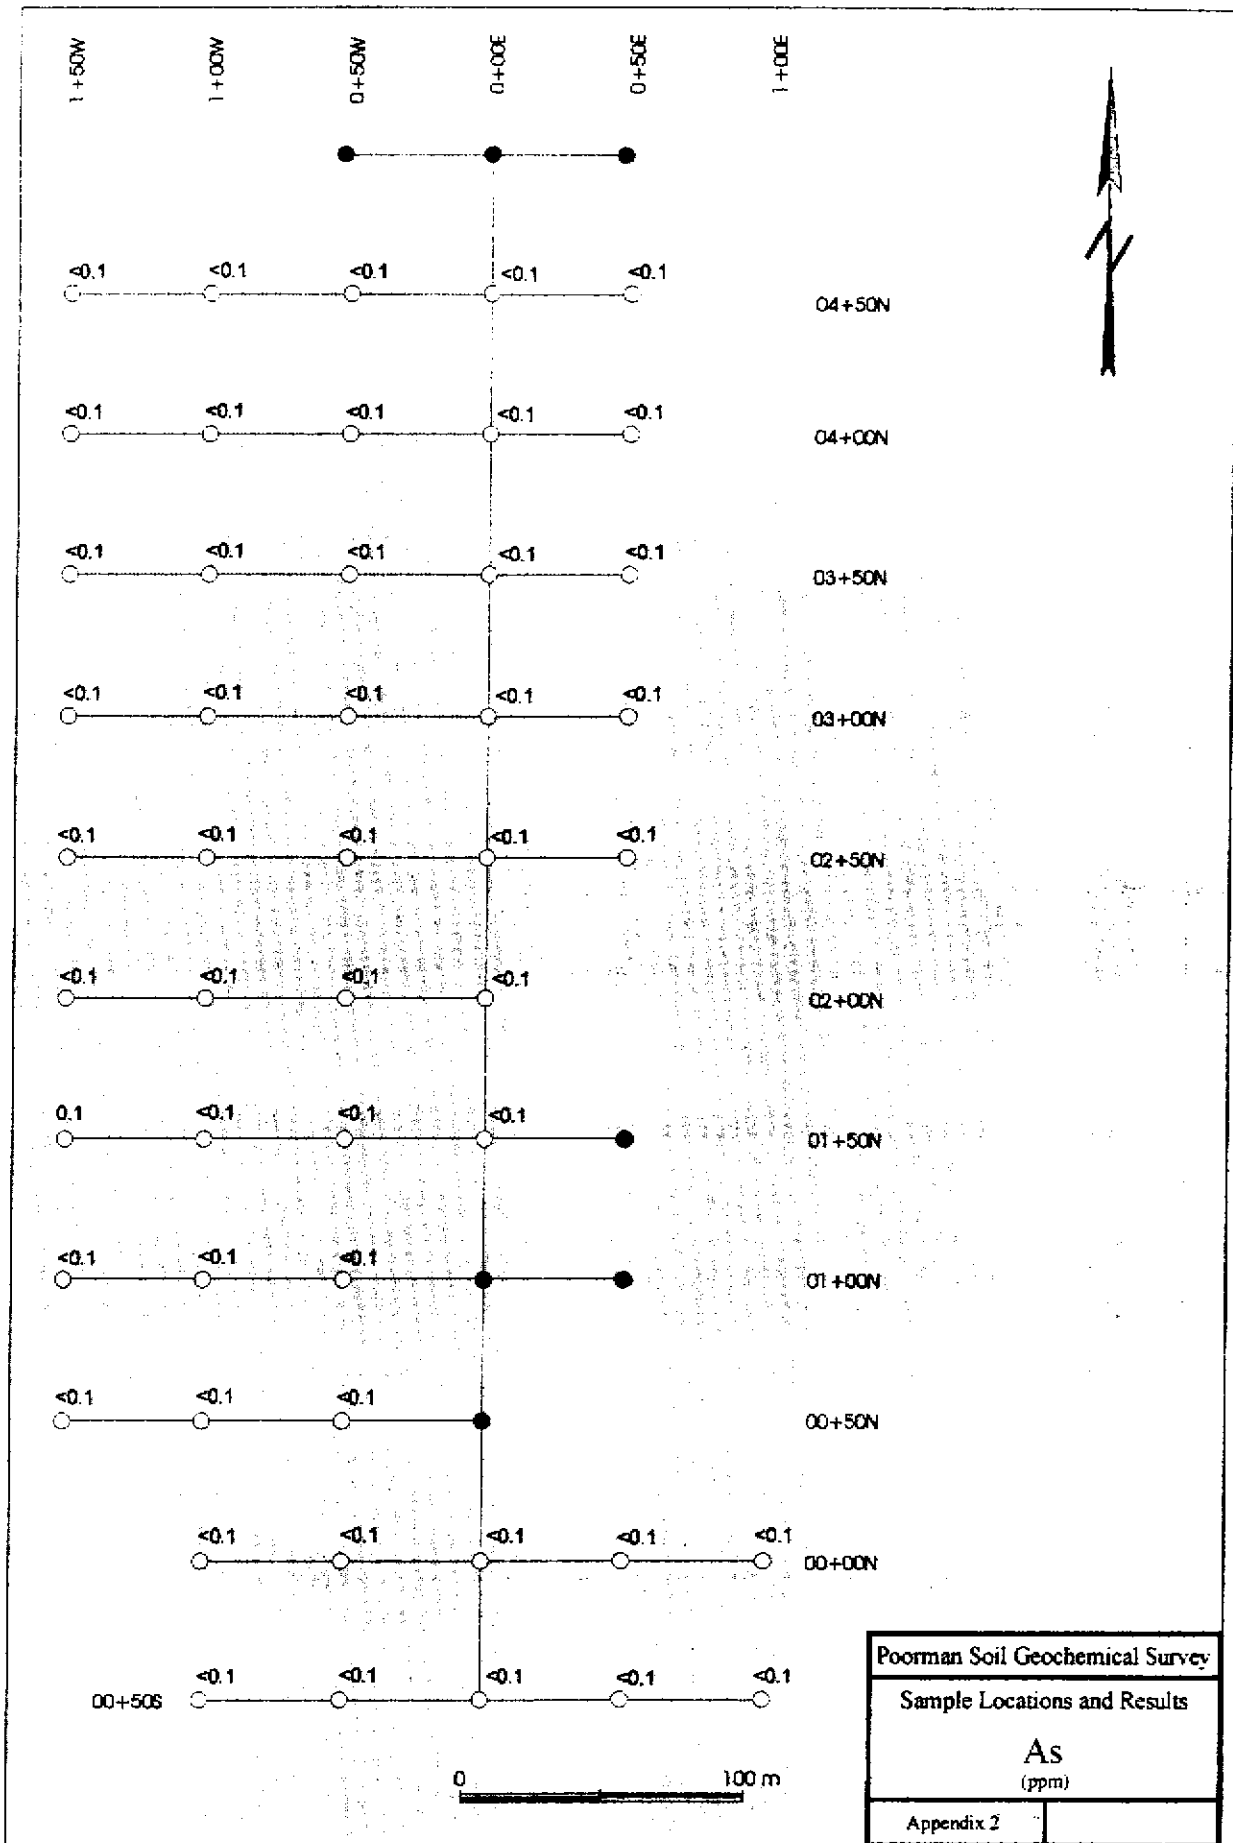 1+50W 1+00W 0+50W 0+00E 0+50E 1+00E
<0.1 <0.1 <0.1 <0.1 <0.1
04+50N
<0.1 <0.1 <0.1 <0.1 <0.1
04+00N
<0.1 <0.1 <0.1 <0.1 <0.1
03+50N
<0.1 <0.1 <0.1 <0.1 <0.1
03+00N
<0.1 <0.1 <0.1 <0.1 <0.1
02+50N
<0.1 <0.1 <0.1 <0.1
02+00N
0.1 <0.1 <0.1 <0.1
01+50N
<0.1 <0.1 <0.1
01+00N
<0.1 <0.1 <0.1
00+50N
<0.1 <0.1 <0.1 <0.1 <0.1
00+00N
<0.1 <0.1 <0.1 <0.1 <0.1
00+50S
0 100 m
N
Poorman Soil Geochemical Survey
Sample Locations and Results
As
(ppm)
Appendix 2